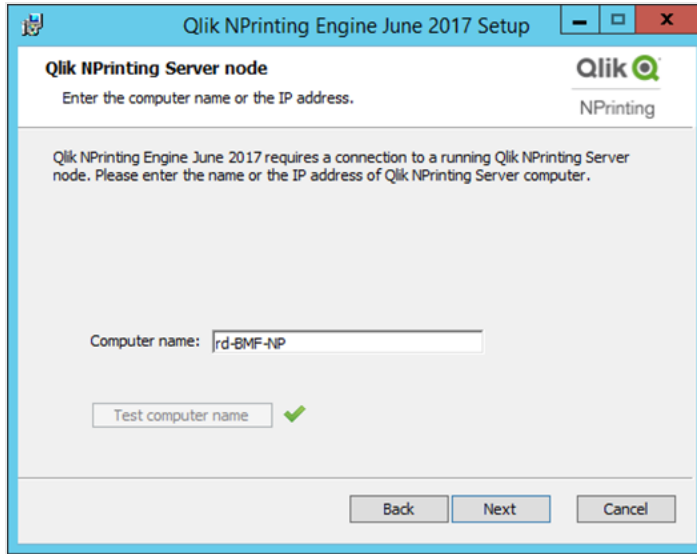 Qlik NPrinting Engine June 2017 Setup
Qlik NPrinting Server node
Enter the computer name or the IP address.
Qlik
NPrinting
Qlik NPrinting Engine June 2017 requires a connection to a running Qlik NPrinting Server
node. Please enter the name or the IP address of Qlik NPrinting Server computer.
Computer name: rd-BMF-NP
Test computer name
Back Next Cancel